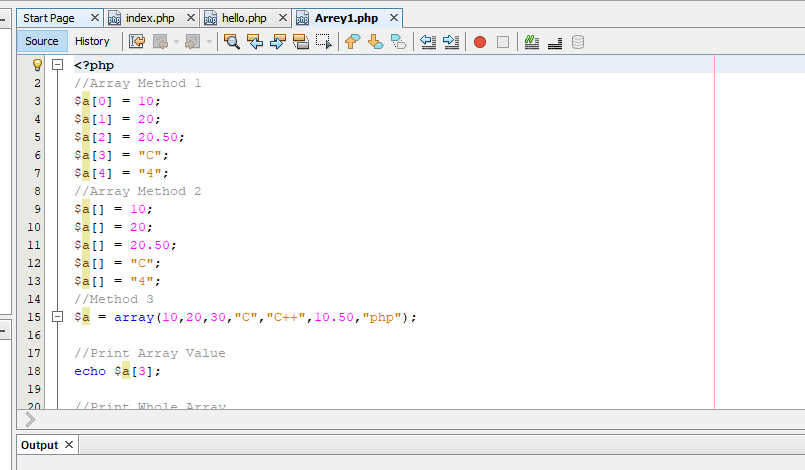 Start Page index.php hello.php Arrey1.php
Source History
<?php
2 //Array Method 1
3 $a[0] = 10;
4 $a[1] = 20;
5 $a[2] = 20.50;
6 $a[3] = "C";
7 $a[4] = "4";
8 //Array Method 2
9 $a[] = 10;
10 $a[] = 20;
11 $a[] = 20.50;
12 $a[] = "C";
13 $a[] = "4";
14 //Method 3
15 $a = array(10,20,30,"C","C++",10.50,"php");
16
17 //Print Array Value
18 echo $a[3];
19
20 //Print Whole Array
Output